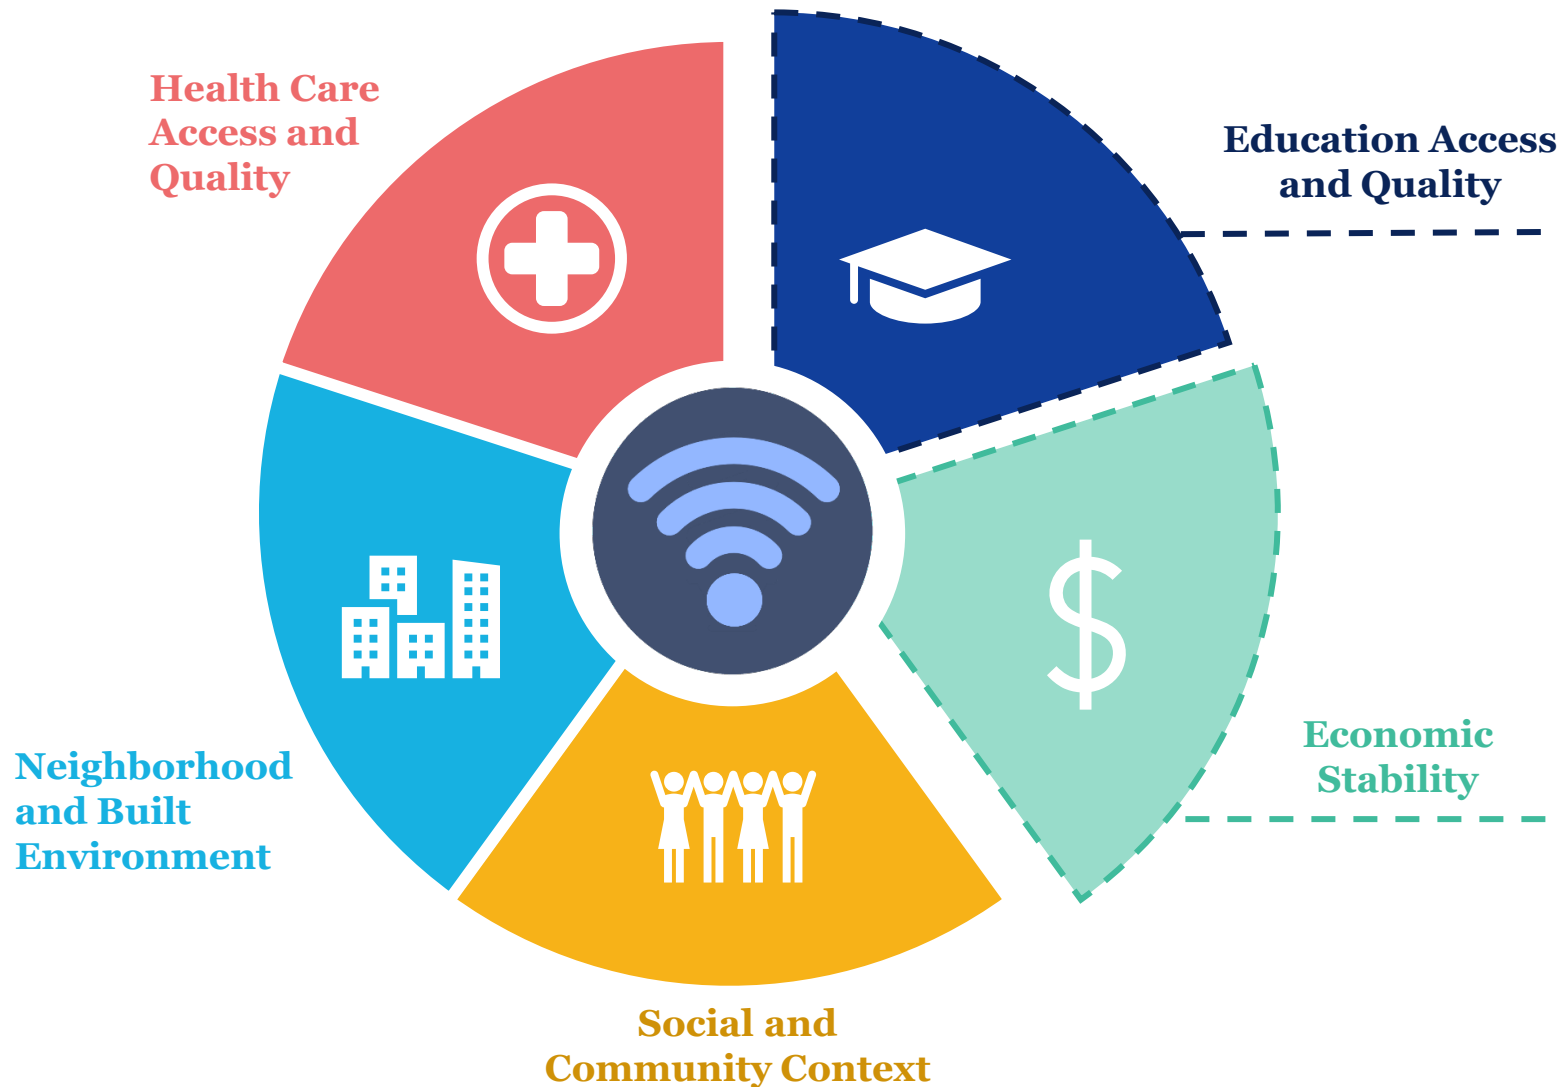 Health Care
Access and
Quality
Education Access
and Quality
Economic
Stability
Neighborhood
and Built
Environment
Social and
Community Context